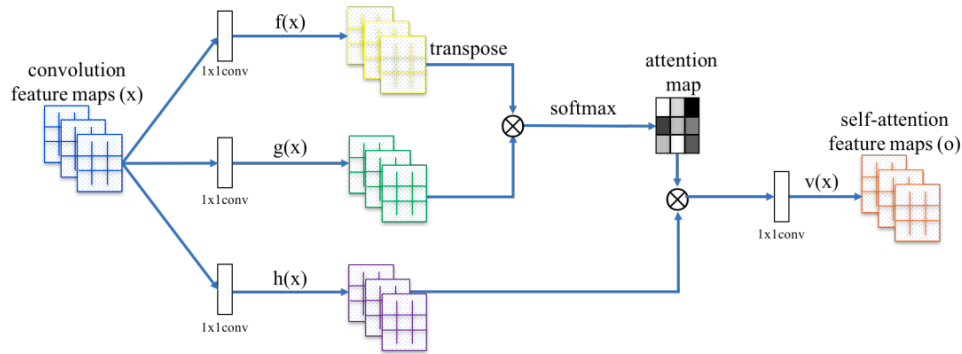 convolution
feature maps (x)
1x1conv
f(x)
transpose
1x1conv
g(x)
softmax
attention
map
1x1conv
h(x)
1x1conv
v(x)
self-attention
feature maps (o)